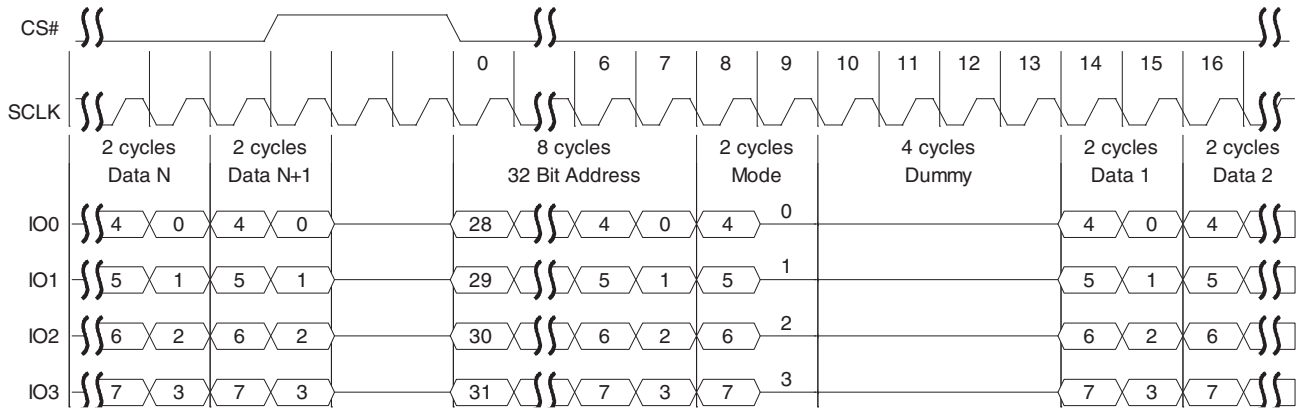 CS#
0 6 7 8 9 10 11 12 13 14 15 16
SCLK
2 cycles 2 cycles 8 cycles 2 cycles 4 cycles 2 cycles 2 cycles
Data N Data N+1 32 Bit Address Mode Dummy Data 1 Data 2
IO0 4 0 4 0 28 4 0 4 0 4 0 4
IO1 5 1 5 1 29 5 1 5 1 5 1 5
IO2 6 2 6 2 30 6 2 6 2 6 2 6
IO3 7 3 7 3 31 7 3 7 3 7 3 7